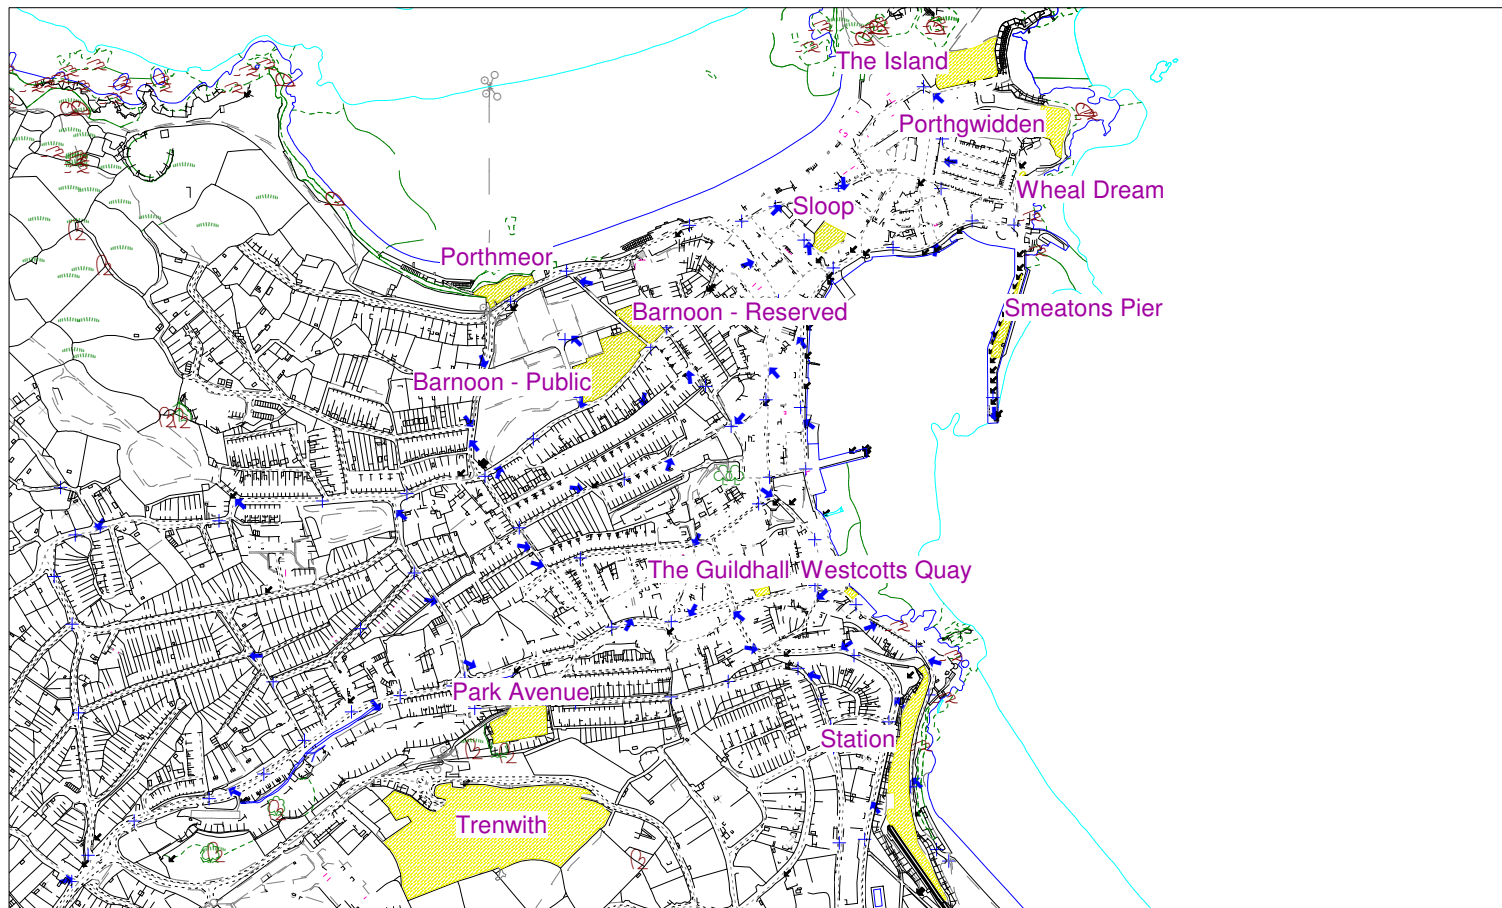 The Island
Porthgwidden
Wheal Dream
Sloop
Porthmeor
Barnoon - Reserved
Smeatons Pier
Barnoon - Public
The Guildhall
Westcotts Quay
Park Avenue
Station
Trenwith